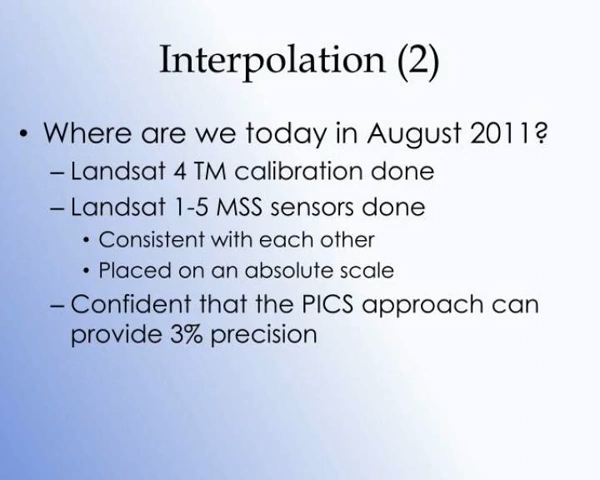 Interpolation (2)
• Where are we today in August 2011?
– Landsat 4 TM calibration done
– Landsat 1-5 MSS sensors done
• Consistent with each other
• Placed on an absolute scale
– Confident that the PICS approach can
provide 3% precision